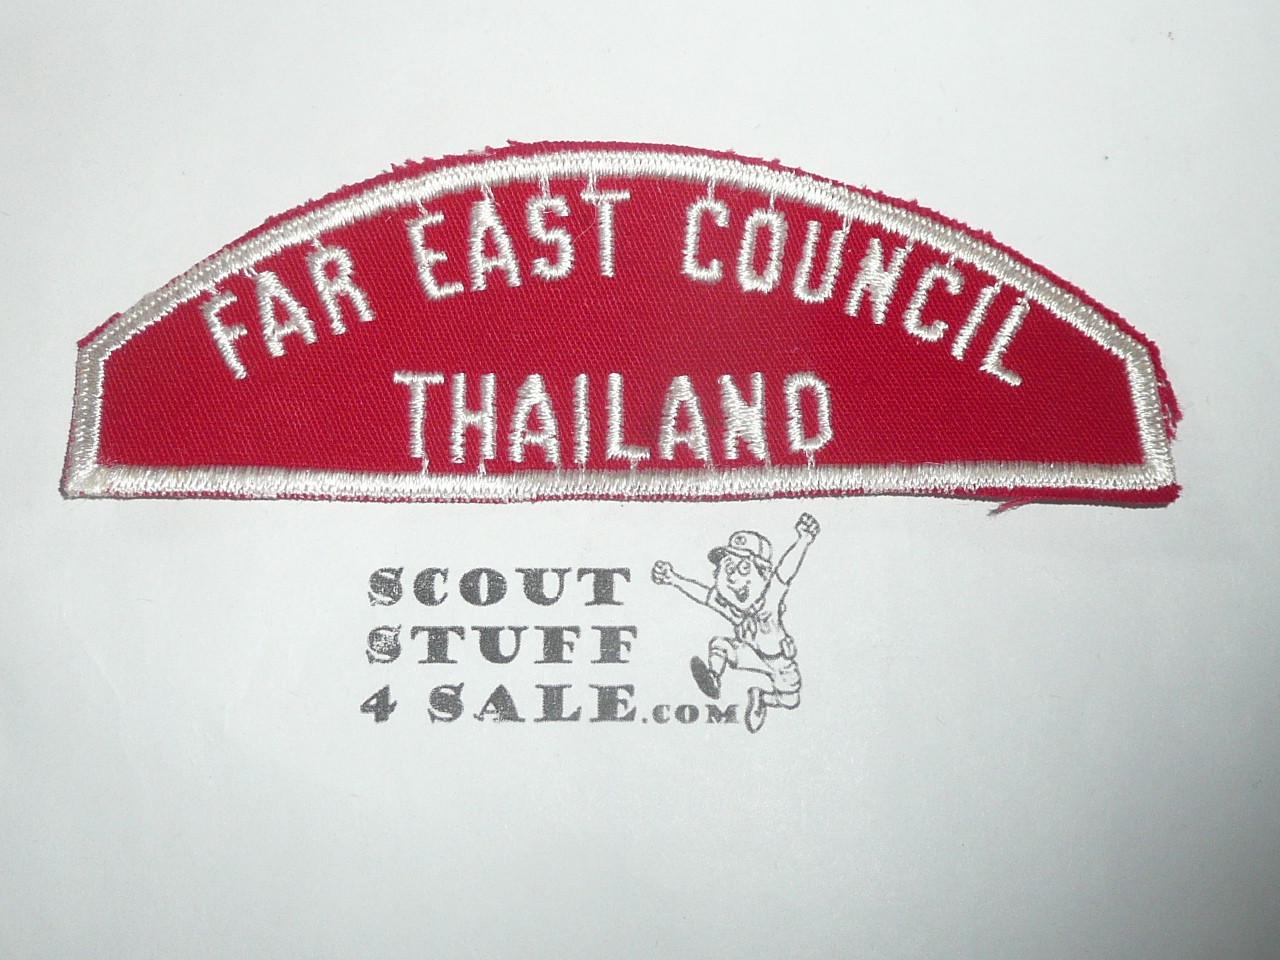 FAR EAST COUNCIL
THAILAND
SCOUT
STUFF
4 SALE.COM